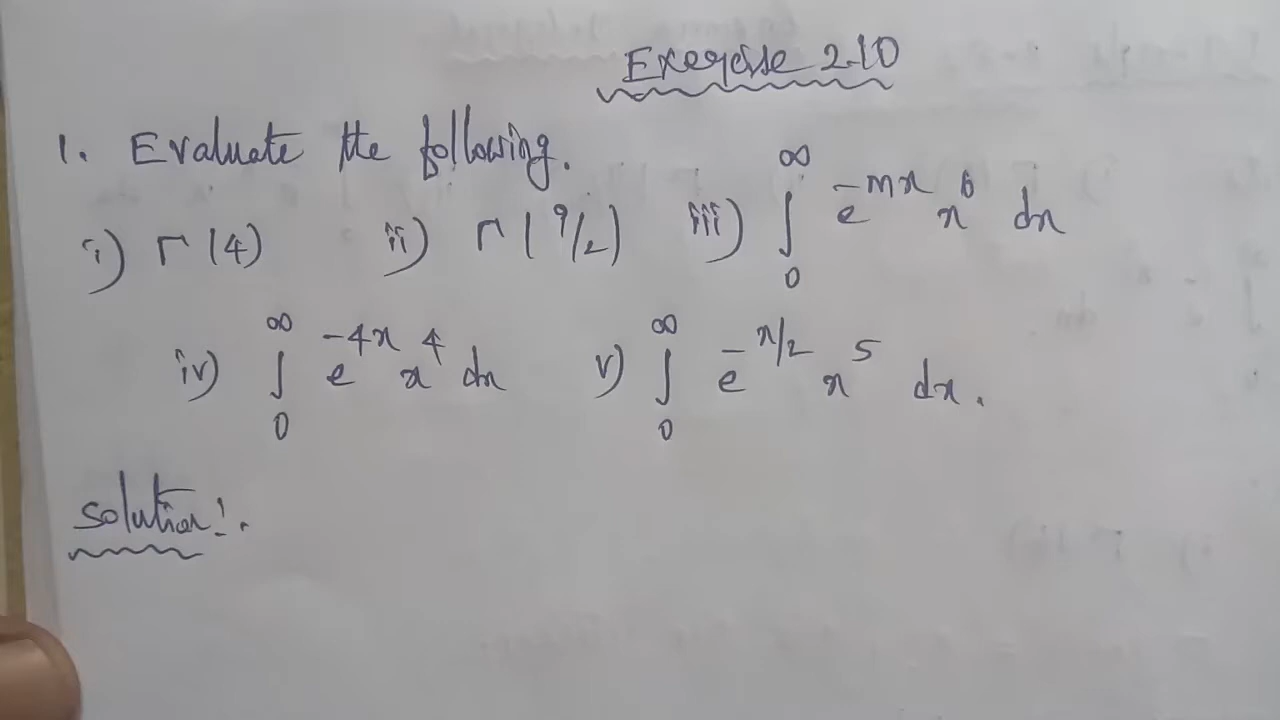 Exercise 2.10
1. Evaluate the following.
i) Γ(4) ii) Γ(9/2) iii) ∫₀^∞ e^(-mx) x^6 dx
iv) ∫₀^∞ e^(-4x) x^4 dx v) ∫₀^∞ e^(-x/2) x^5 dx.
Solution:.